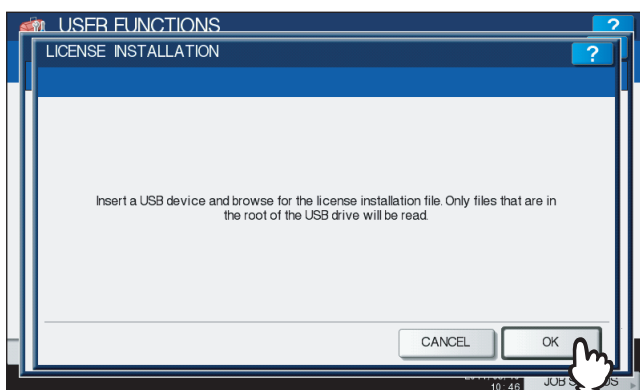 USER FUNCTIONS
?
LICENSE INSTALLATION
?
Insert a USB device and browse for the license installation file. Only files that are in
the root of the USB drive will be read.
CANCEL
OK
10:46
JOB